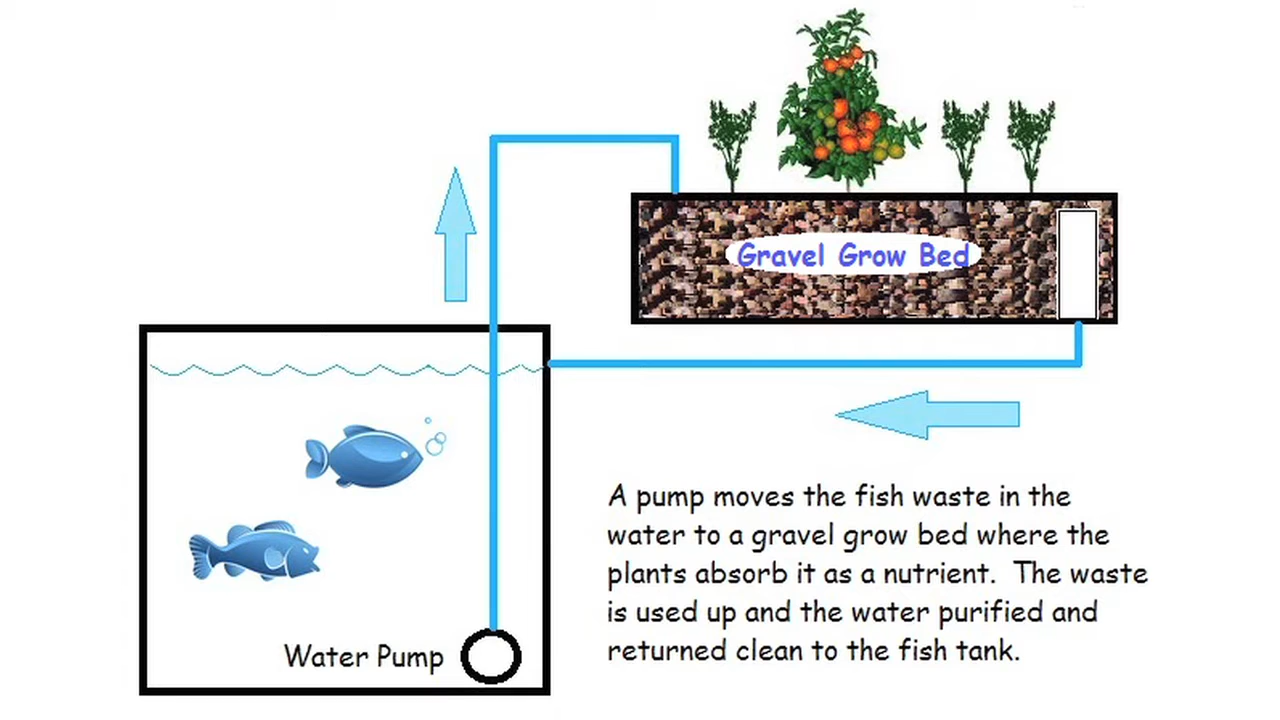 Gravel Grow Bed
A pump moves the fish waste in the
water to a gravel grow bed where the
plants absorb it as a nutrient.  The waste
is used up and the water purified and
returned clean to the fish tank.
Water Pump